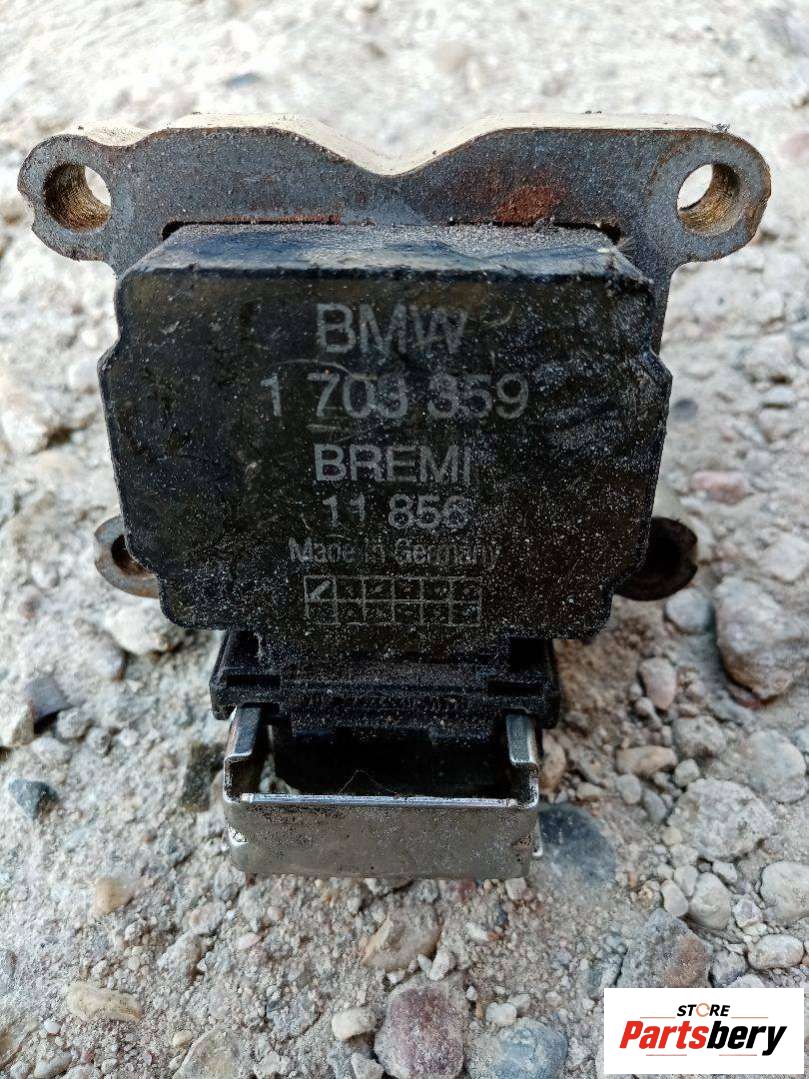 BMW
1 703 359
BREMI
11 856
Made in Germany
STORE
Partsbery